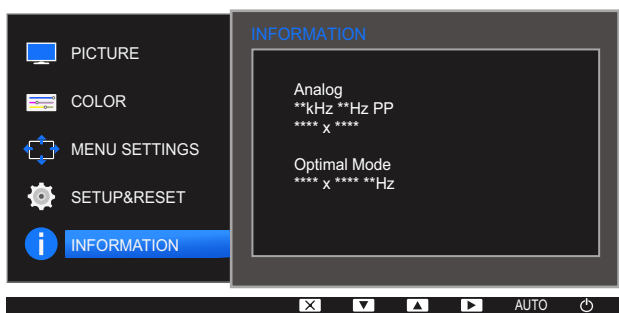 PICTURE
COLOR
MENU SETTINGS
SETUP&RESET
INFORMATION
INFORMATION
Analog
**kHz **Hz PP
**** x ****
Optimal Mode
**** x **** **Hz
AUTO